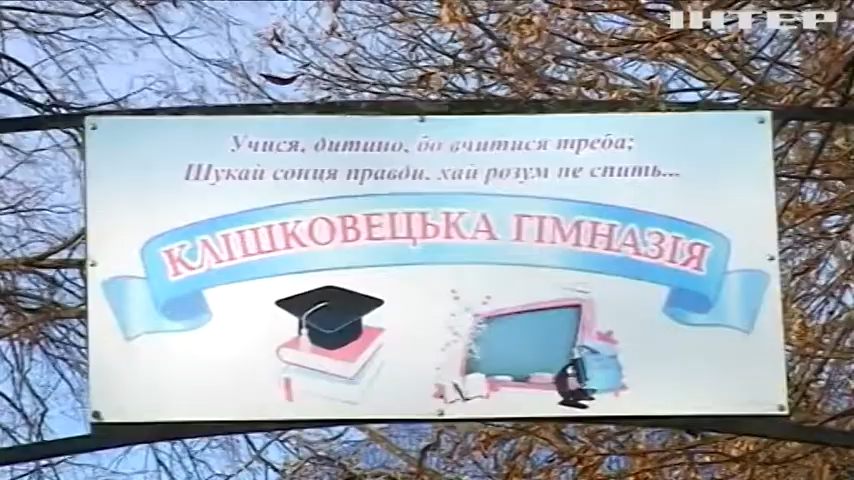 ІНТЕР
Учися, дитино, бо вчитися треба;
Шукай сонця правди, хай розум не спить...
КЛІШКОВЕЦЬКА ГІМНАЗІЯ